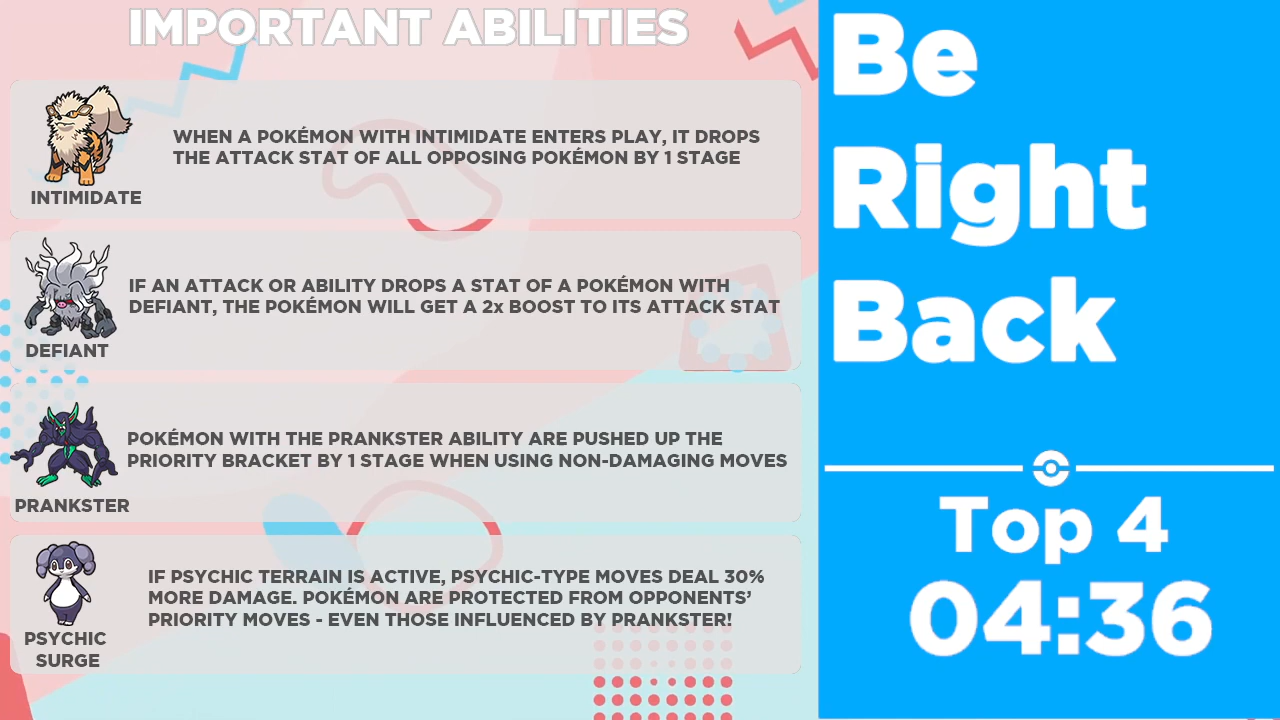 IMPORTANT ABILITIES
WHEN A POKÉMON WITH INTIMIDATE ENTERS PLAY, IT DROPS
THE ATTACK STAT OF ALL OPPOSING POKÉMON BY 1 STAGE
INTIMIDATE
IF AN ATTACK OR ABILITY DROPS A STAT OF A POKÉMON WITH
DEFIANT, THE POKÉMON WILL GET A 2x BOOST TO ITS ATTACK STAT
DEFIANT
POKÉMON WITH THE PRANKSTER ABILITY ARE PUSHED UP THE
PRIORITY BRACKET BY 1 STAGE WHEN USING NON-DAMAGING MOVES
PRANKSTER
IF PSYCHIC TERRAIN IS ACTIVE, PSYCHIC-TYPE MOVES DEAL 30%
MORE DAMAGE. POKÉMON ARE PROTECTED FROM OPPONENTS’
PRIORITY MOVES - EVEN THOSE INFLUENCED BY PRANKSTER!
PSYCHIC
SURGE
Be
Right
Back
Top 4
04:36